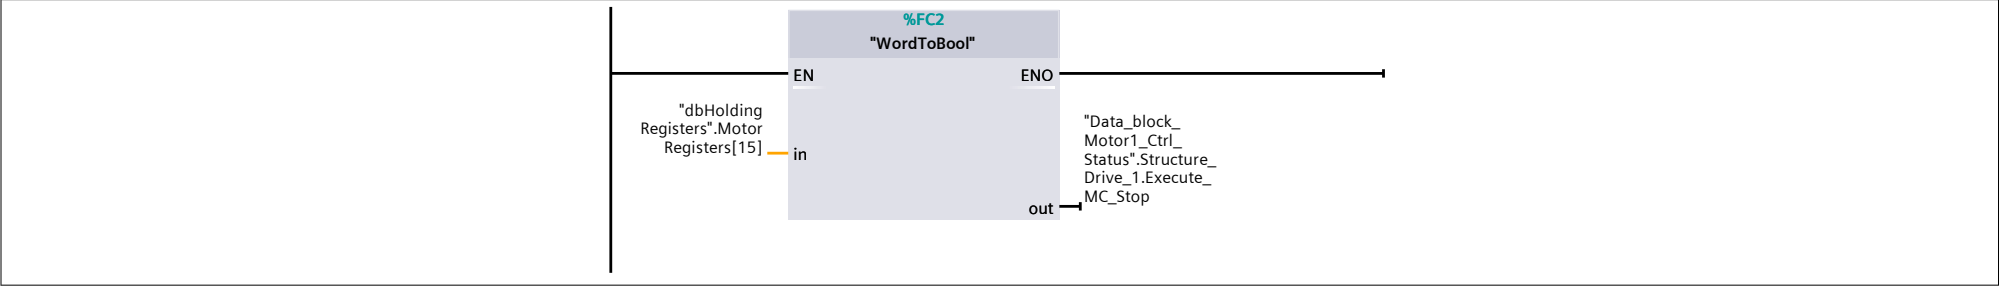 %FC2
"WordToBool"
EN
ENO
"dbHolding
Registers".Motor
Registers[15]
in
"Data_block_
Motor1_Ctrl_
Status".Structure_
Drive_1.Execute_
MC_Stop
out